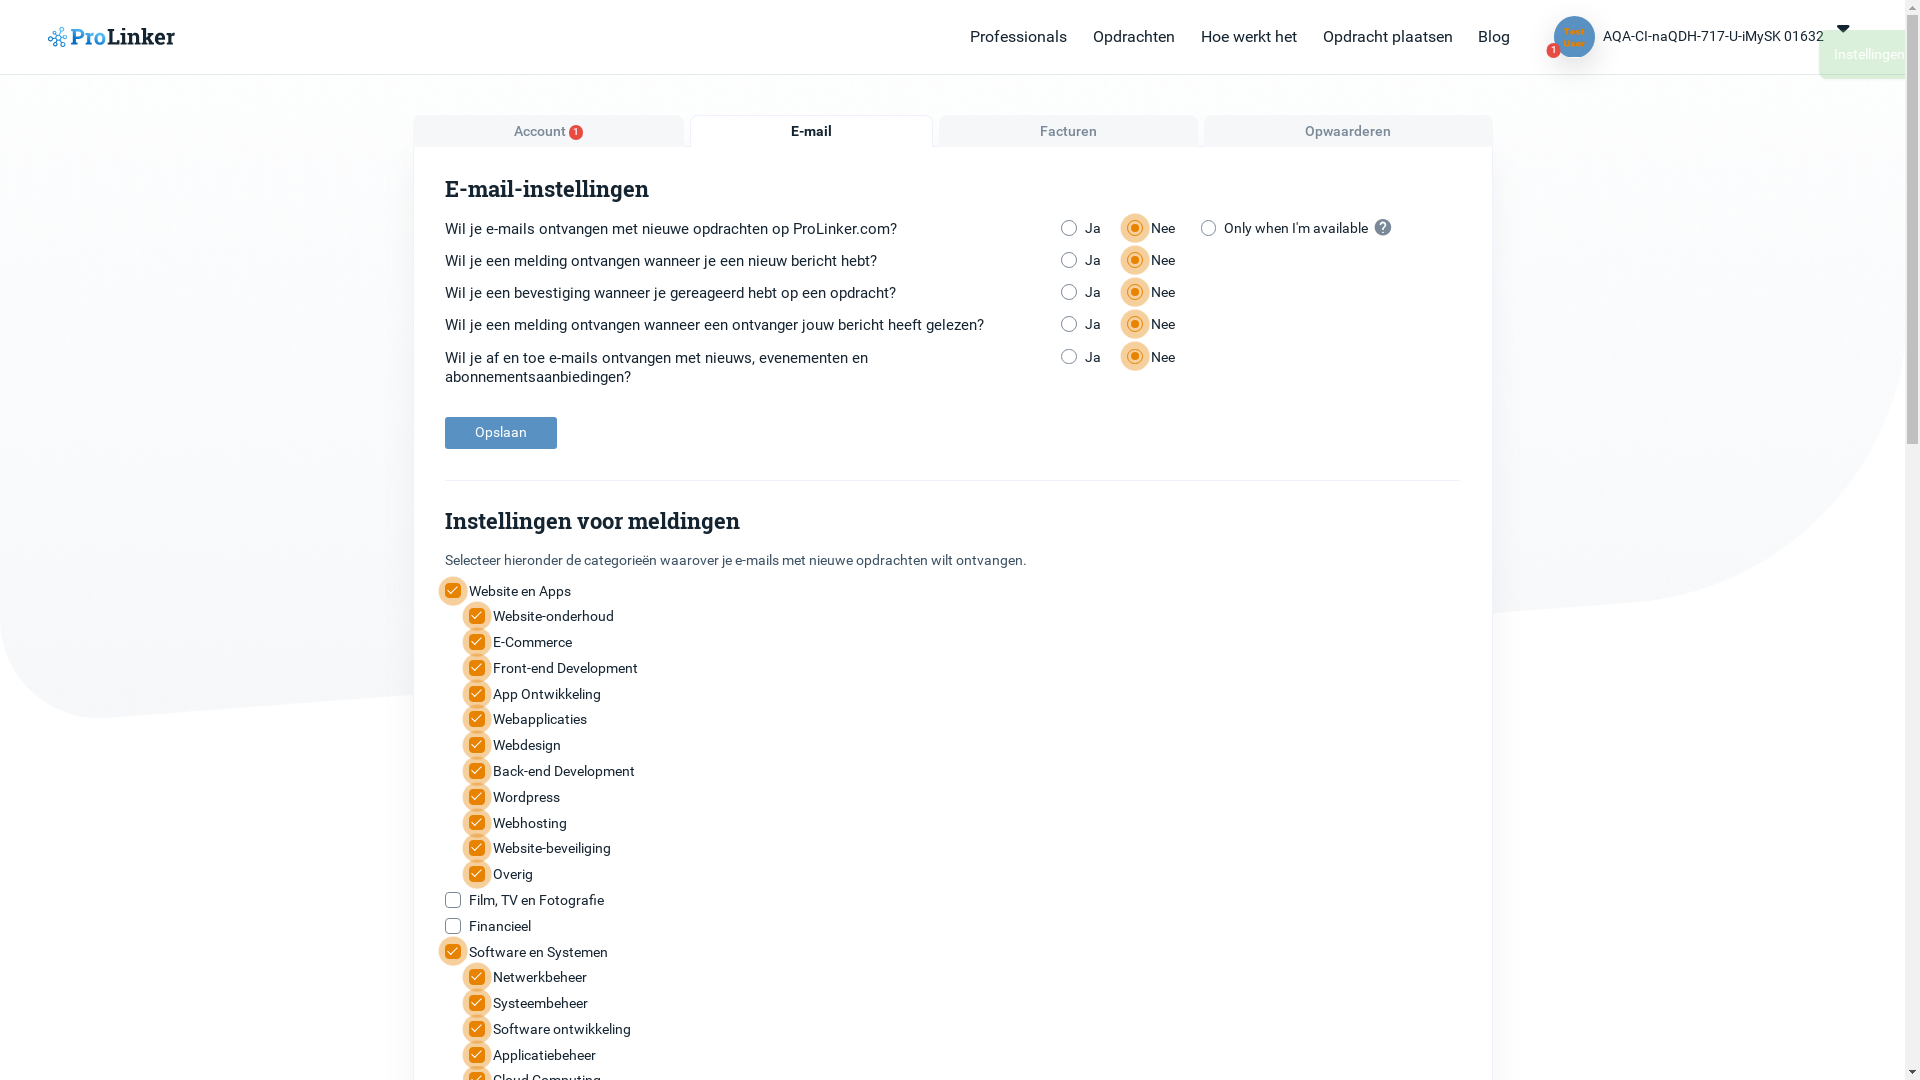 ProLinker
Professionals
Opdrachten
Hoe werkt het
Opdracht plaatsen
Blog
1
AQA-CI-naQDH-717-U-iMySK 01632
Instellingen
Account 1
E-mail
Facturen
Opwaarderen
E-mail-instellingen
Wil je e-mails ontvangen met nieuwe opdrachten op ProLinker.com?
Ja Nee Only when I'm available ?
Wil je een melding ontvangen wanneer je een nieuw bericht hebt?
Ja Nee
Wil je een bevestiging wanneer je gereageerd hebt op een opdracht?
Ja Nee
Wil je een melding ontvangen wanneer een ontvanger jouw bericht heeft gelezen?
Ja Nee
Wil je af en toe e-mails ontvangen met nieuws, evenementen en
abonnementsaanbiedingen?
Ja Nee
Opslaan
Instellingen voor meldingen
Selecteer hieronder de categorieën waarover je e-mails met nieuwe opdrachten wilt ontvangen.
Website en Apps
Website-onderhoud
E-Commerce
Front-end Development
App Ontwikkeling
Webapplicaties
Webdesign
Back-end Development
Wordpress
Webhosting
Website-beveiliging
Overig
Film, TV en Fotografie
Financieel
Software en Systemen
Netwerkbeheer
Systeembeheer
Software ontwikkeling
Applicatiebeheer
Cloud Computing